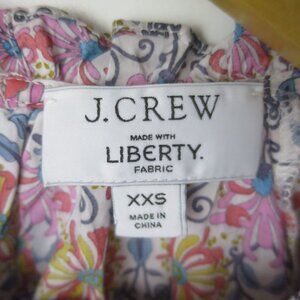 J.CREW
MADE WITH
LIBERTY.
FABRIC
XXS
MADE IN
CHINA